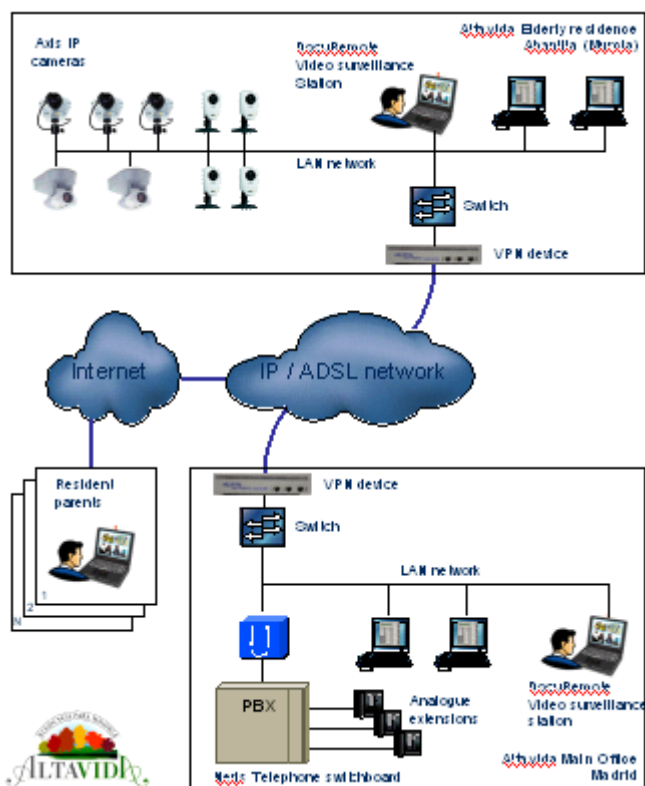 Axis IP
cameras
DocuRemote
Video surveillance
Station
Altavida Elderly residence
Abanilla (Murcia)
LAN network
Switch
VPN device
Internet
IP / ADSL network
Resident
parents
1
2
N
VPN device
Switch
LAN network
PBX
Analogue
extensions
Neris Telephone switchboard
DocuRemote
Video surveillance
station
Altavida Main Office
Madrid
ALTAVIDA